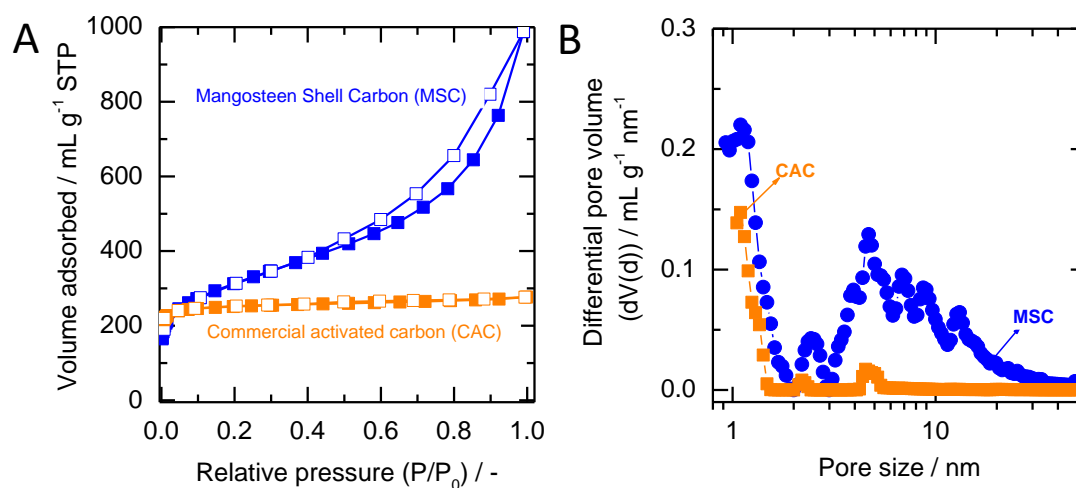 A
Volume adsorbed / mL g⁻¹ STP
1000
800
600
400
200
0
Mangosteen Shell Carbon (MSC)
Commercial activated carbon (CAC)
0.0 0.2 0.4 0.6 0.8 1.0
Relative pressure (P/P₀) / -
B
Differential pore volume
(dV(d)) / mL g⁻¹ nm⁻¹
0.3
0.2
0.1
0.0
CAC
MSC
1 10
Pore size / nm